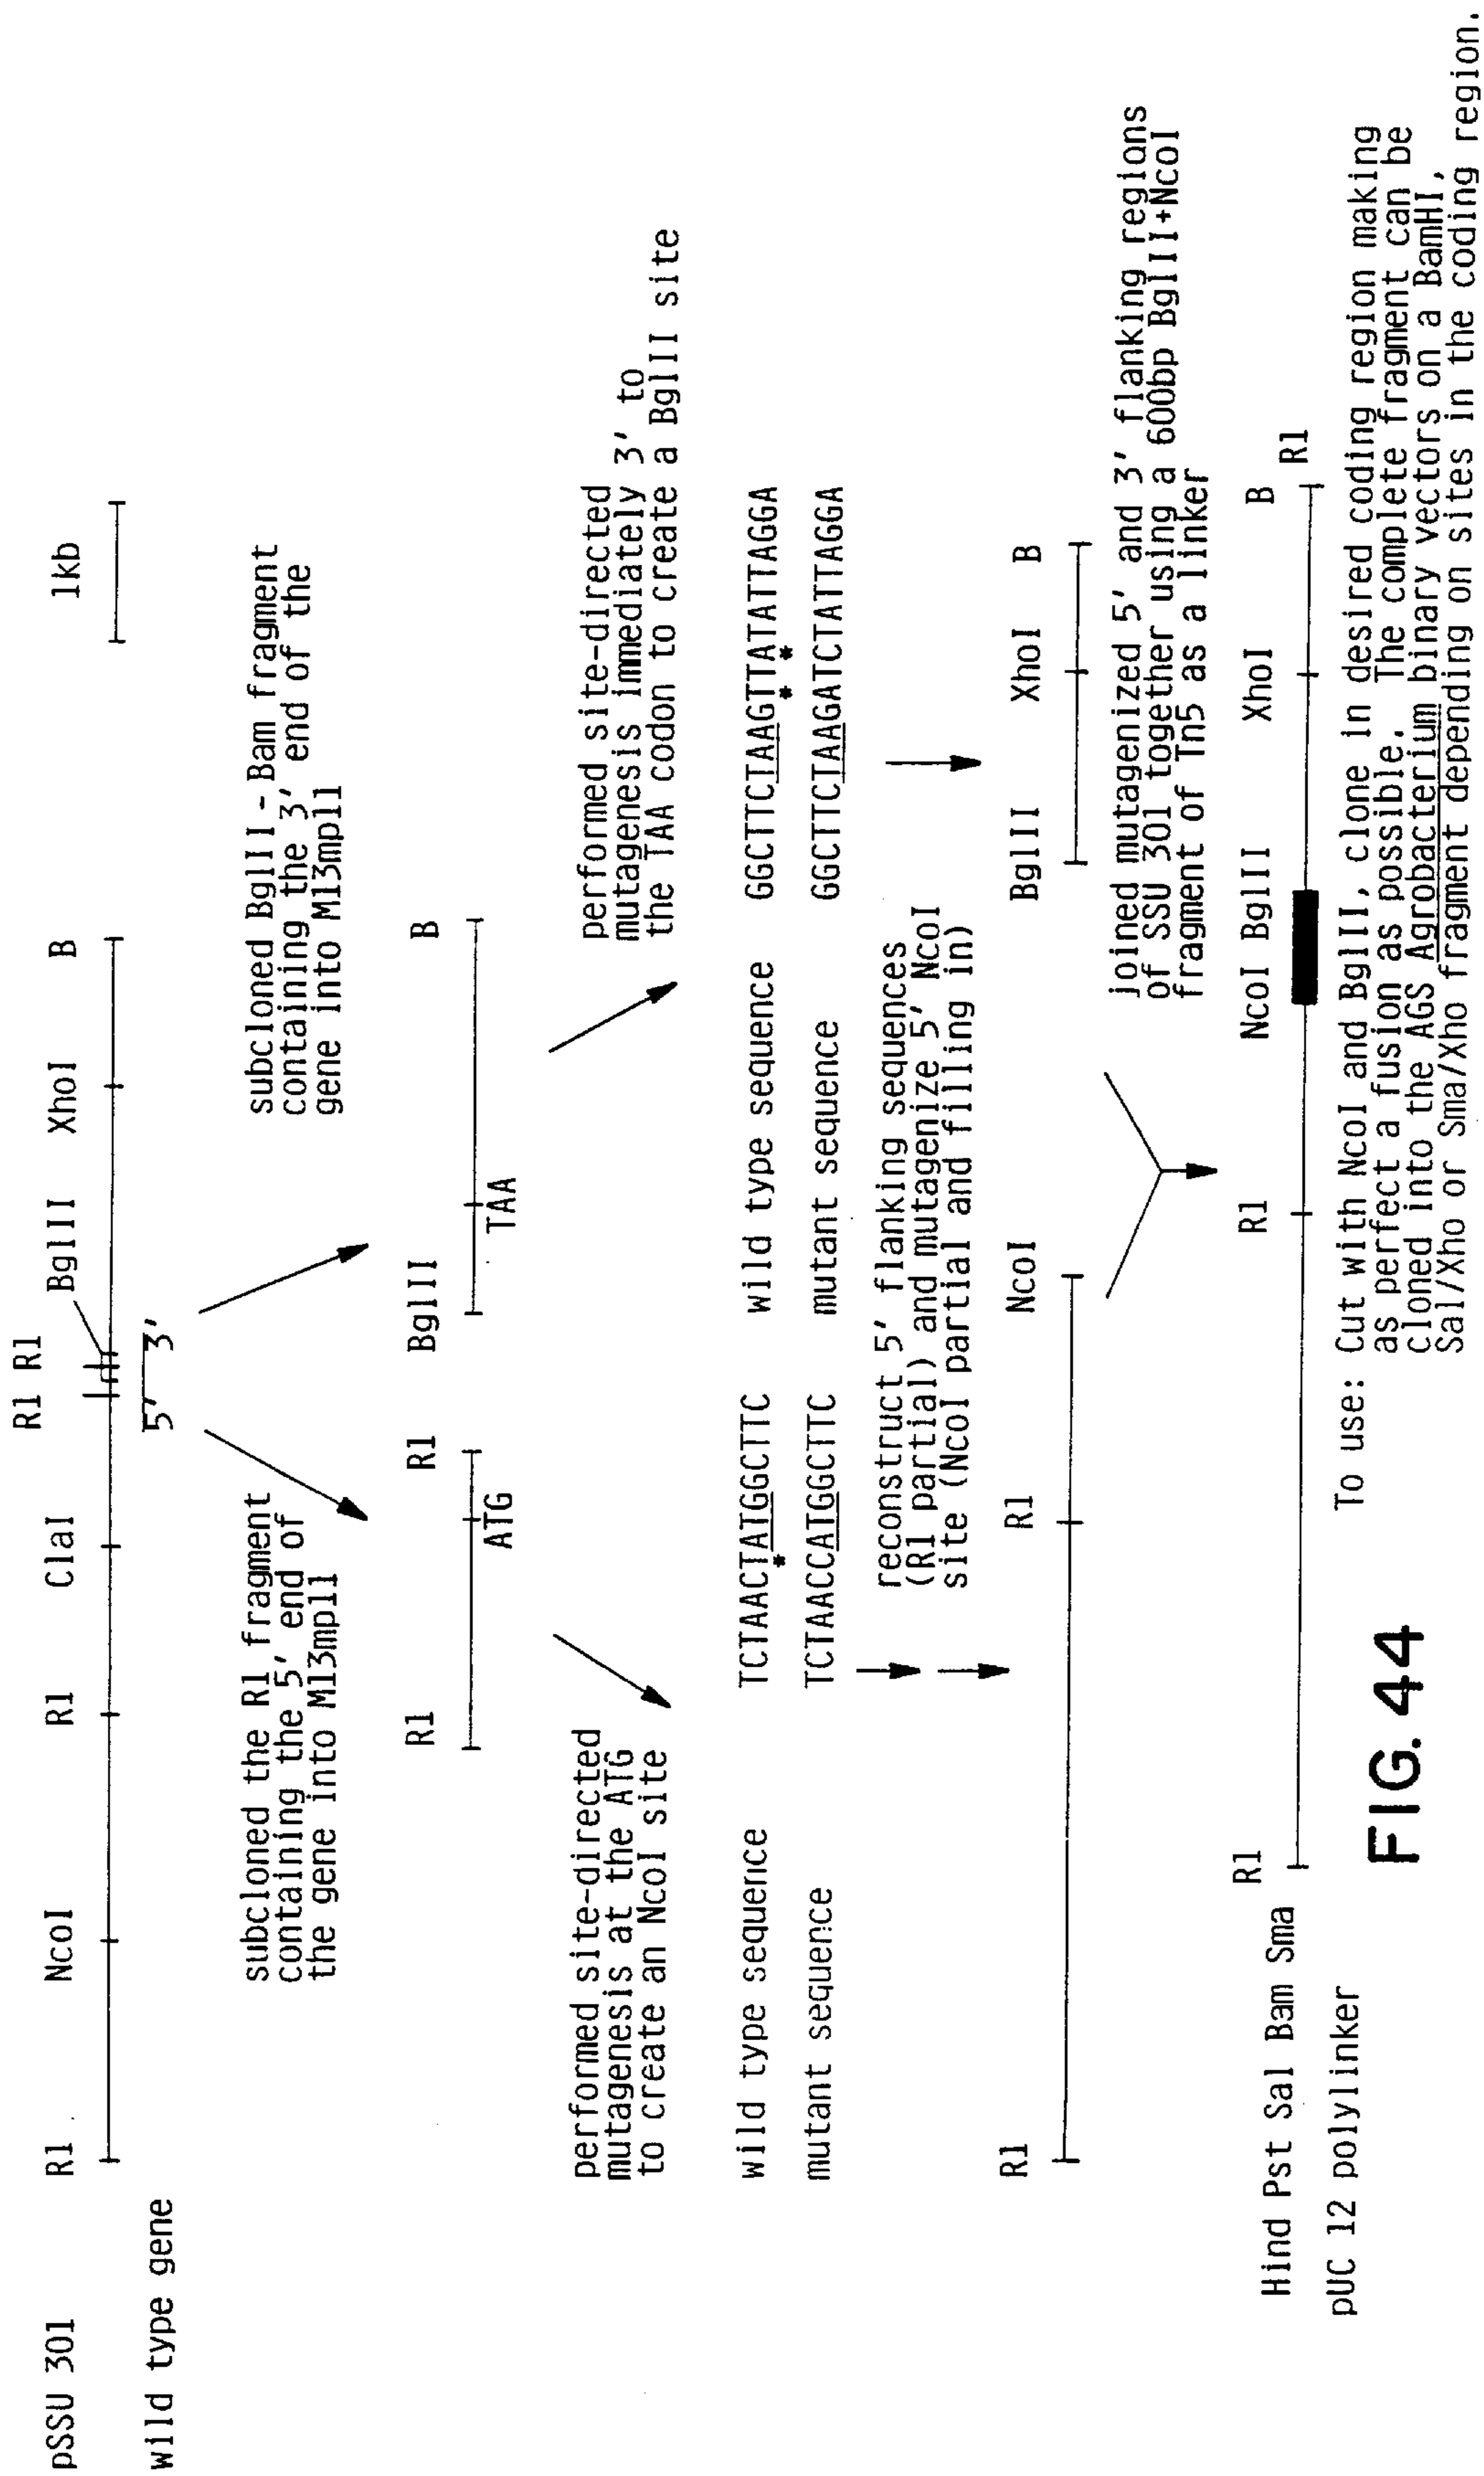 pSSU 301
R1 NcoI R1 ClaI R1 R1 BglII XhoI B 1kb
wild type gene
5' 3'
subcloned the R1 fragment
containing the 5' end of
the gene into M13mp11
subcloned BglII - Bam fragment
containing the 3' end of the
gene into M13mp11
R1 R1
ATG
BglII B
TAA
performed site-directed
mutagenesis at the ATG
to create an NcoI site
performed site-directed
mutagenesis immediately 3' to
the TAA codon to create a BglII site
wild type sequence TCTAACTATGGCTTC
*
mutant sequence TCTAACCATGGCTTC
wild type sequence GGCTTCTAAGTTATATTAGGA
* *
mutant sequence GGCTTCTAAGATCTATTAGGA
reconstruct 5' flanking sequences
(R1 partial) and mutagenize 5' NcoI
site (NcoI partial and filling in)
R1 R1 NcoI
BglII XhoI B
joined mutagenized 5' and 3' flanking regions
of SSU 301 together using a 600bp BglII+NcoI
fragment of Tn5 as a linker
R1 R1 NcoI BglII XhoI B R1
Hind Pst Sal Bam Sma
pUC 12 polylinker
To use: Cut with NcoI and BglII, clone in desired coding region making
as perfect a fusion as possible. The complete fragment can be
cloned into the AGS Agrobacterium binary vectors on a BamHI,
Sal/Xho or Sma/Xho fragment depending on sites in the coding region.
FIG. 44